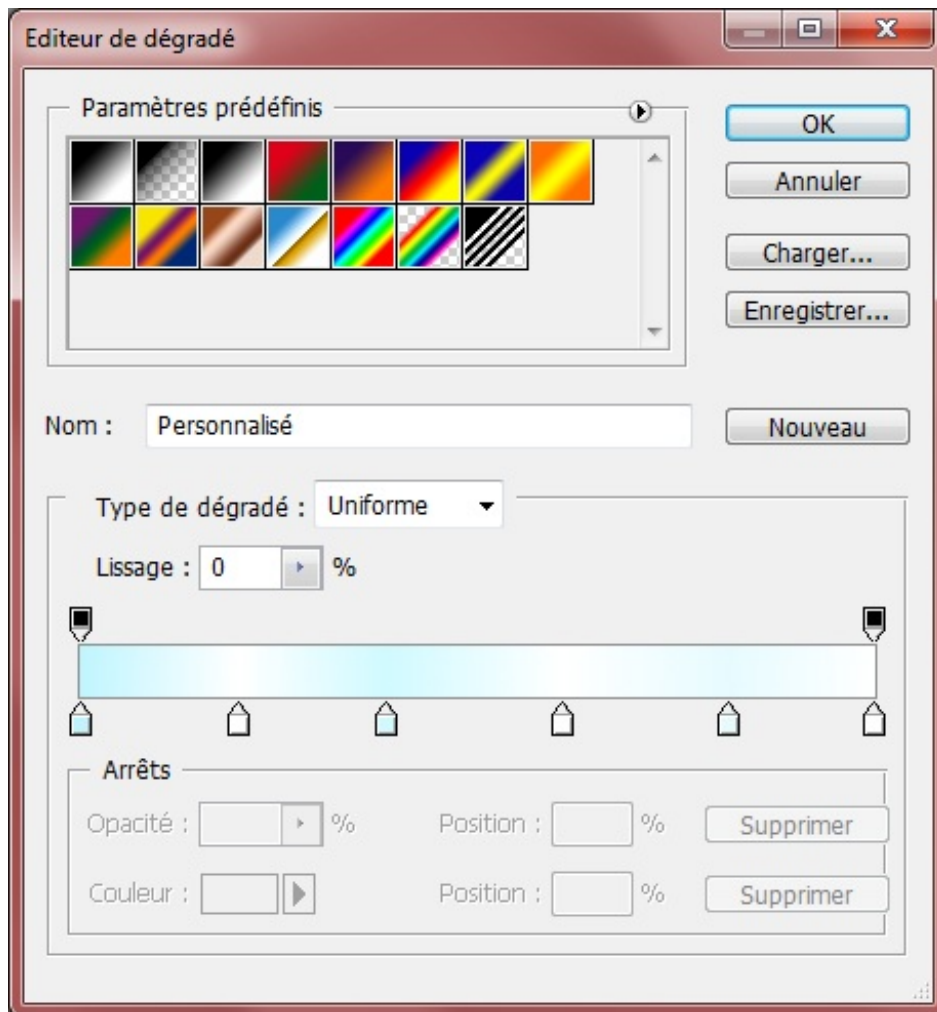 Editeur de dégradé
Paramètres prédéfinis
OK
Annuler
Charger...
Enregistrer...
Nom : Personnalisé Nouveau
Type de dégradé : Uniforme
Lissage : 0 %
Arrêts
Opacité : % Position : % Supprimer
Couleur : Position : % Supprimer